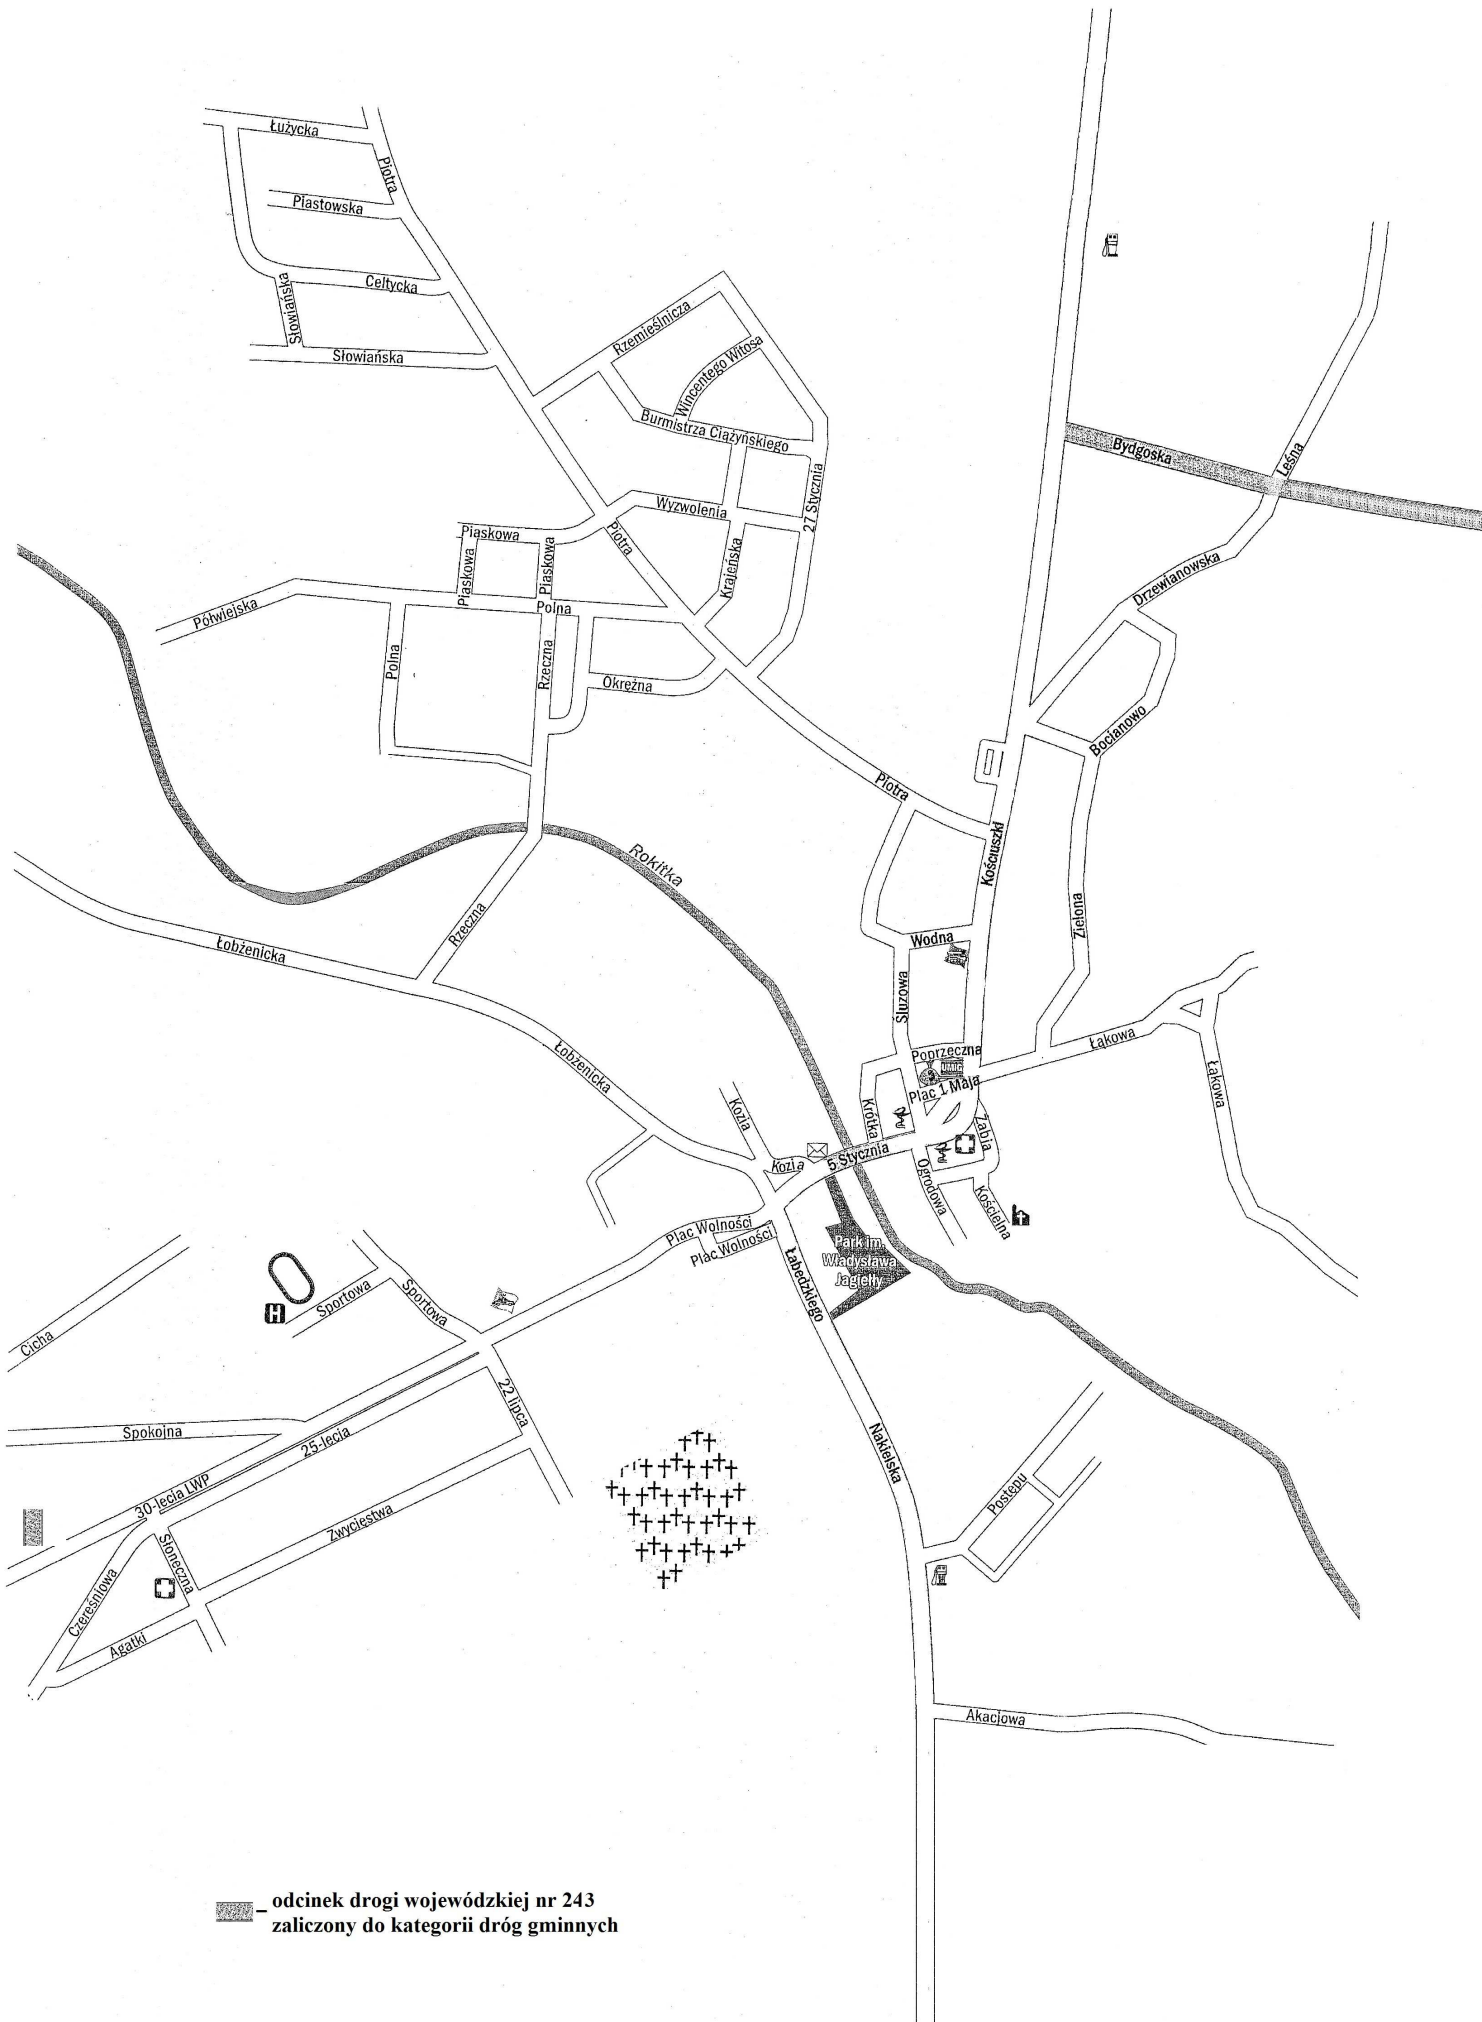 Łużycka
Piotra
Piastowska
Celtycka
Słowiańska
Słowiańska
Rzemieślnicza
Wincentego Witosa
Burmistrza Ciążyńskiego
Bydgoska
Leśna
27 Stycznia
Wyzwolenia
Piotra
Piaskowa
Piaskowa
Piaskowa
Krajeńska
Drzewianowska
Półwiejska
Polna
Polna
Rzeczna
Okrężna
Bocianowo
Piotra
Kościuszki
Rokitka
Zielona
Rzeczna
Wodna
Łobżenicka
Śluzowa
Łobżenicka
Poprzeczna
Łąkowa
UMiG
Plac 1 Maja
Łąkowa
Kozia
Krótka
Żabia
Kozia
5 Stycznia
Ogrodowa
Kościelna
Plac Wolności
Plac Wolności
Park im.
Władysława
Jagiełły
Łabędzkiego
Sportowa
Sportowa
H
Cicha
22 lipca
Spokojna
25-lecia
Nakielska
30-lecia LWP
Postępu
Zwycięstwa
Słoneczna
Czereśniowa
Agatki
Akacjowa
– odcinek drogi wojewódzkiej nr 243
zaliczony do kategorii dróg gminnych